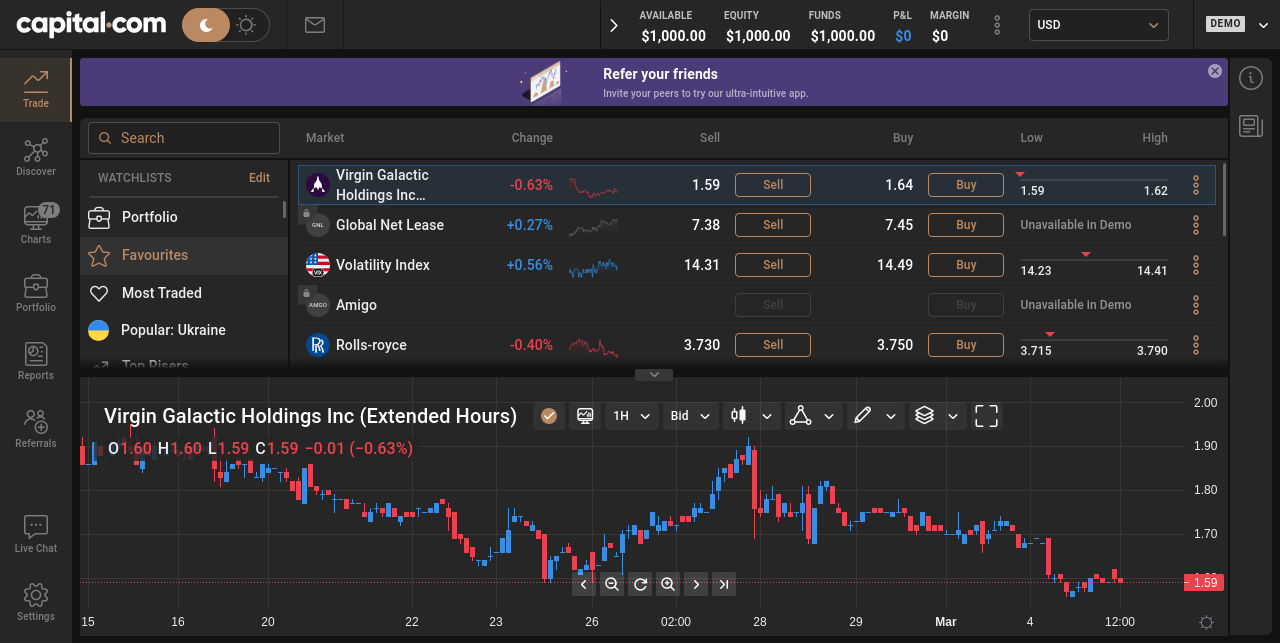 capital.com
AVAILABLE EQUITY FUNDS P&L MARGIN
$1,000.00 $1,000.00 $1,000.00 $0 $0
USD
DEMO
Trade
Discover
71
Charts
Portfolio
Reports
Referrals
Live Chat
Settings
Refer your friends
Invite your peers to try our ultra-intuitive app.
Search
WATCHLISTS Edit
Portfolio
Favourites
Most Traded
Popular: Ukraine
Top Risers
Market Change Sell Buy Low High
Virgin Galactic
Holdings Inc... -0.63% 1.59 Sell 1.64 Buy 1.59 1.62
GNL Global Net Lease +0.27% 7.38 Sell 7.45 Buy Unavailable in Demo
VIX Volatility Index +0.56% 14.31 Sell 14.49 Buy 14.23 14.41
AMGO Amigo Sell Buy Unavailable in Demo
Rolls-royce -0.40% 3.730 Sell 3.750 Buy 3.715 3.790
Virgin Galactic Holdings Inc (Extended Hours) 1H Bid
O1.60 H1.60 L1.59 C1.59 −0.01 (−0.63%)
2.00
1.90
1.80
1.70
1.59
15 16 20 22 23 26 02:00 28 29 Mar 4 12:00